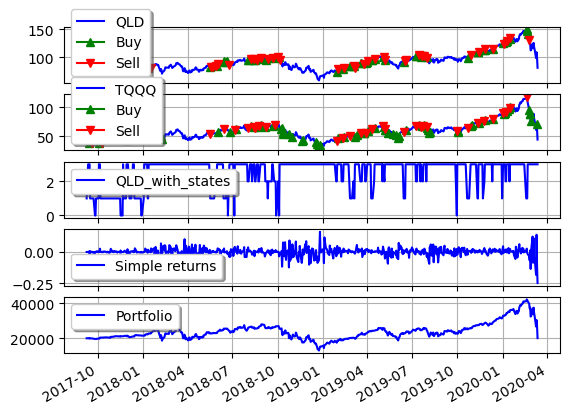 150
100
QLD
Buy
Sell
100
50
TQQQ
Buy
Sell
2
0
QLD_with_states
0.00
−0.25
Simple returns
40000
20000
Portfolio
2017-10
2018-01
2018-04
2018-07
2018-10
2019-01
2019-04
2019-07
2019-10
2020-01
2020-04